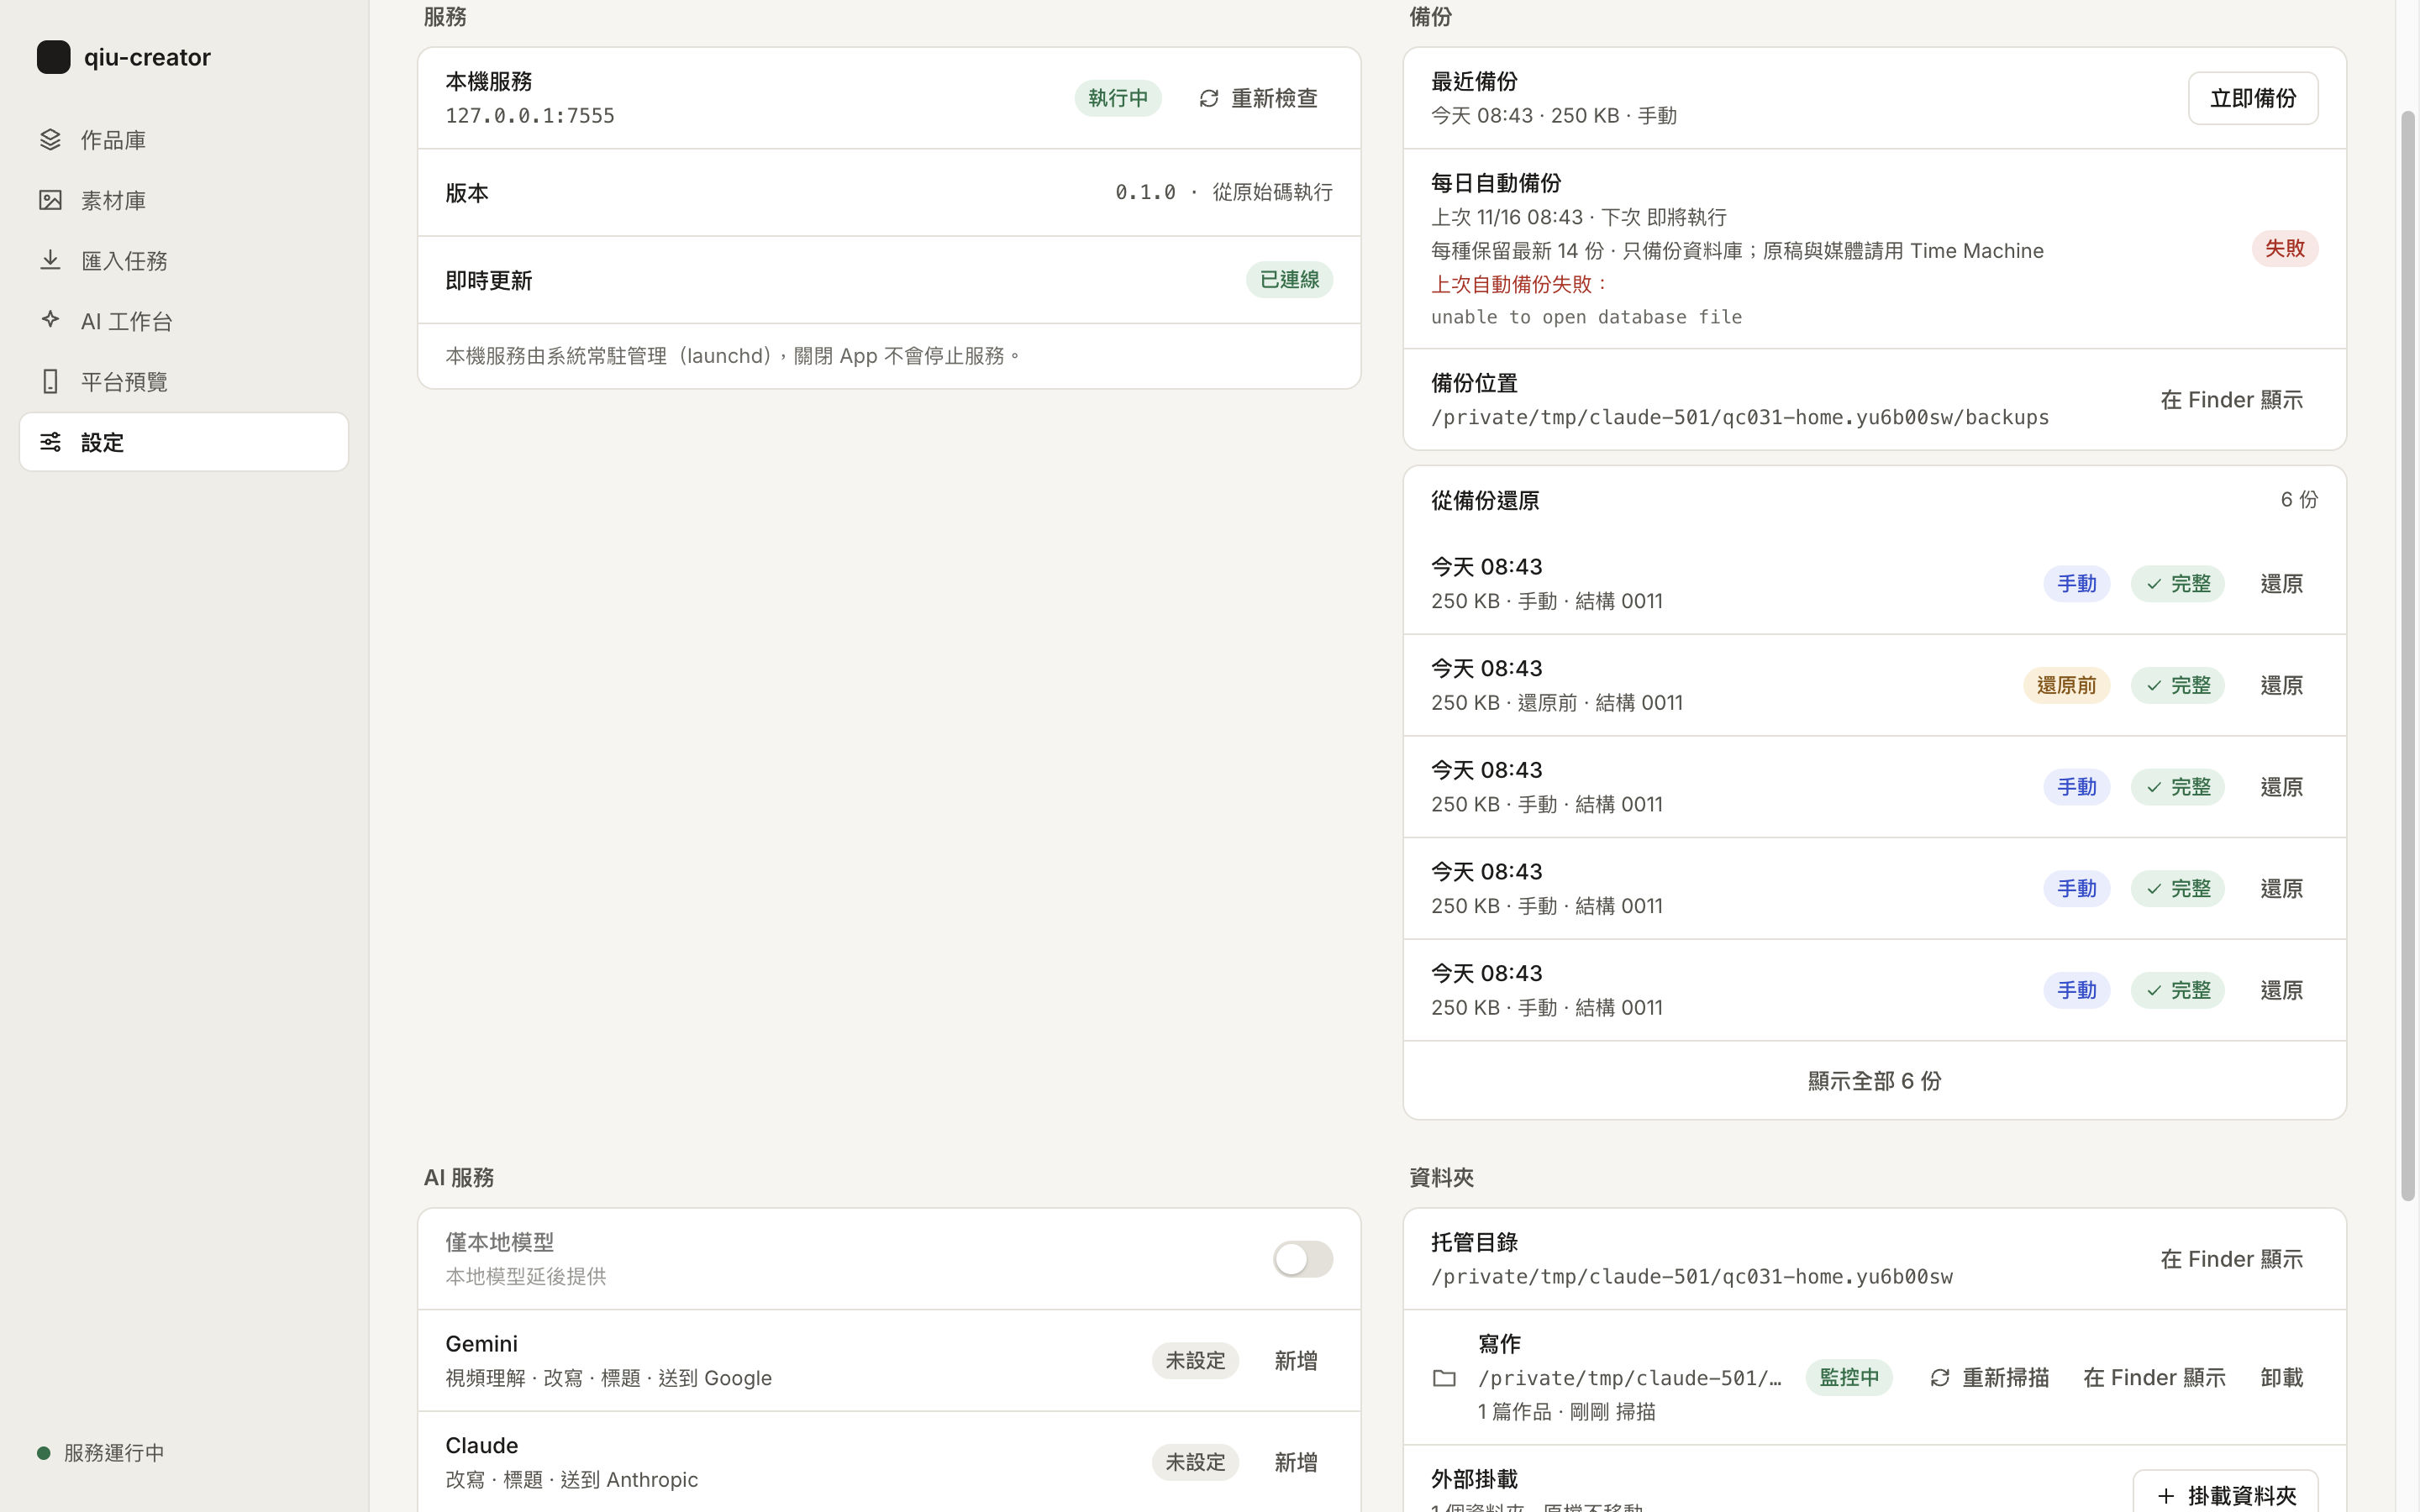 qiu-creator
作品庫
素材庫
匯入任務
AI 工作台
平台預覽
設定
服務運行中
服務
本機服務
127.0.0.1:7555
執行中
重新檢查
版本
0.1.0 · 從原始碼執行
即時更新
已連線
本機服務由系統常駐管理（launchd），關閉 App 不會停止服務。
備份
最近備份
今天 08:43 · 250 KB · 手動
立即備份
每日自動備份
上次 11/16 08:43 · 下次 即將執行
每種保留最新 14 份 · 只備份資料庫；原稿與媒體請用 Time Machine
上次自動備份失敗：
unable to open database file
失敗
備份位置
/private/tmp/claude-501/qc031-home.yu6b00sw/backups
在 Finder 顯示
從備份還原
6 份
今天 08:43
250 KB · 手動 · 結構 0011
手動
完整
還原
今天 08:43
250 KB · 還原前 · 結構 0011
還原前
完整
還原
今天 08:43
250 KB · 手動 · 結構 0011
手動
完整
還原
今天 08:43
250 KB · 手動 · 結構 0011
手動
完整
還原
今天 08:43
250 KB · 手動 · 結構 0011
手動
完整
還原
顯示全部 6 份
AI 服務
僅本地模型
本地模型延後提供
Gemini
視頻理解 · 改寫 · 標題 · 送到 Google
未設定
新增
Claude
改寫 · 標題 · 送到 Anthropic
未設定
新增
資料夾
托管目錄
/private/tmp/claude-501/qc031-home.yu6b00sw
在 Finder 顯示
寫作
/private/tmp/claude-501/…
1 篇作品 · 剛剛 掃描
監控中
重新掃描
在 Finder 顯示
卸載
外部掛載
1 個資料夾 · 原檔不移動
掛載資料夾